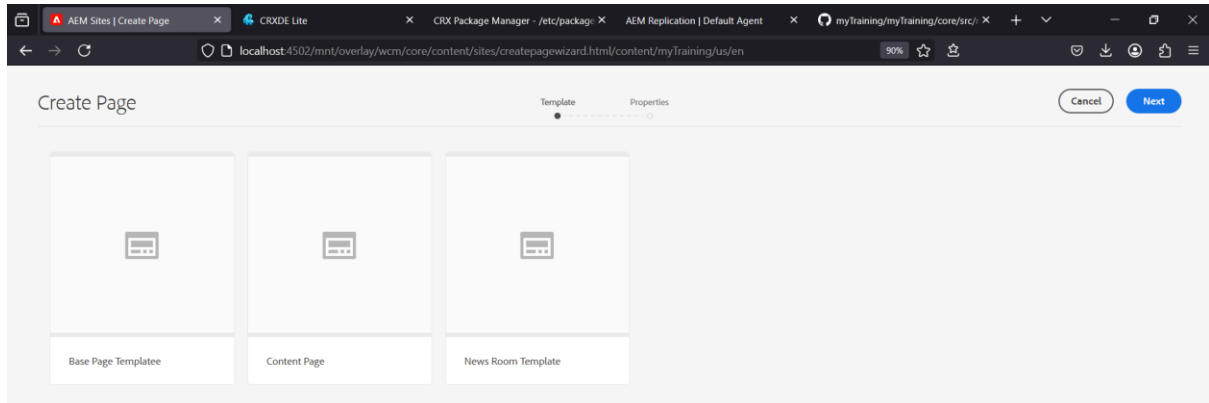 AEM Sites | Create Page
CRXDE Lite
CRX Package Manager - /etc/package
AEM Replication | Default Agent
myTraining/myTraining/core/src/r
localhost:4502/mnt/overlay/wcm/core/content/sites/createpagewizard.html/content/myTraining/us/en
90%
Create Page
Template
Properties
Cancel
Next
Base Page Templatee
Content Page
News Room Template